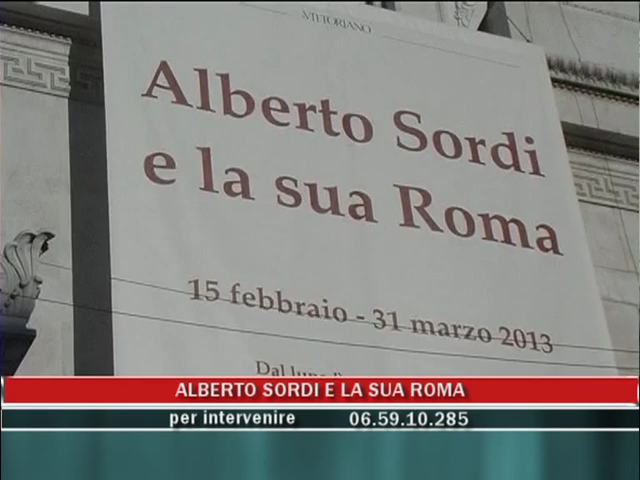 VITTORIANO
Alberto Sordi
e la sua Roma
15 febbraio - 31 marzo 2013
ALBERTO SORDI E LA SUA ROMA
per intervenire 06.59.10.285